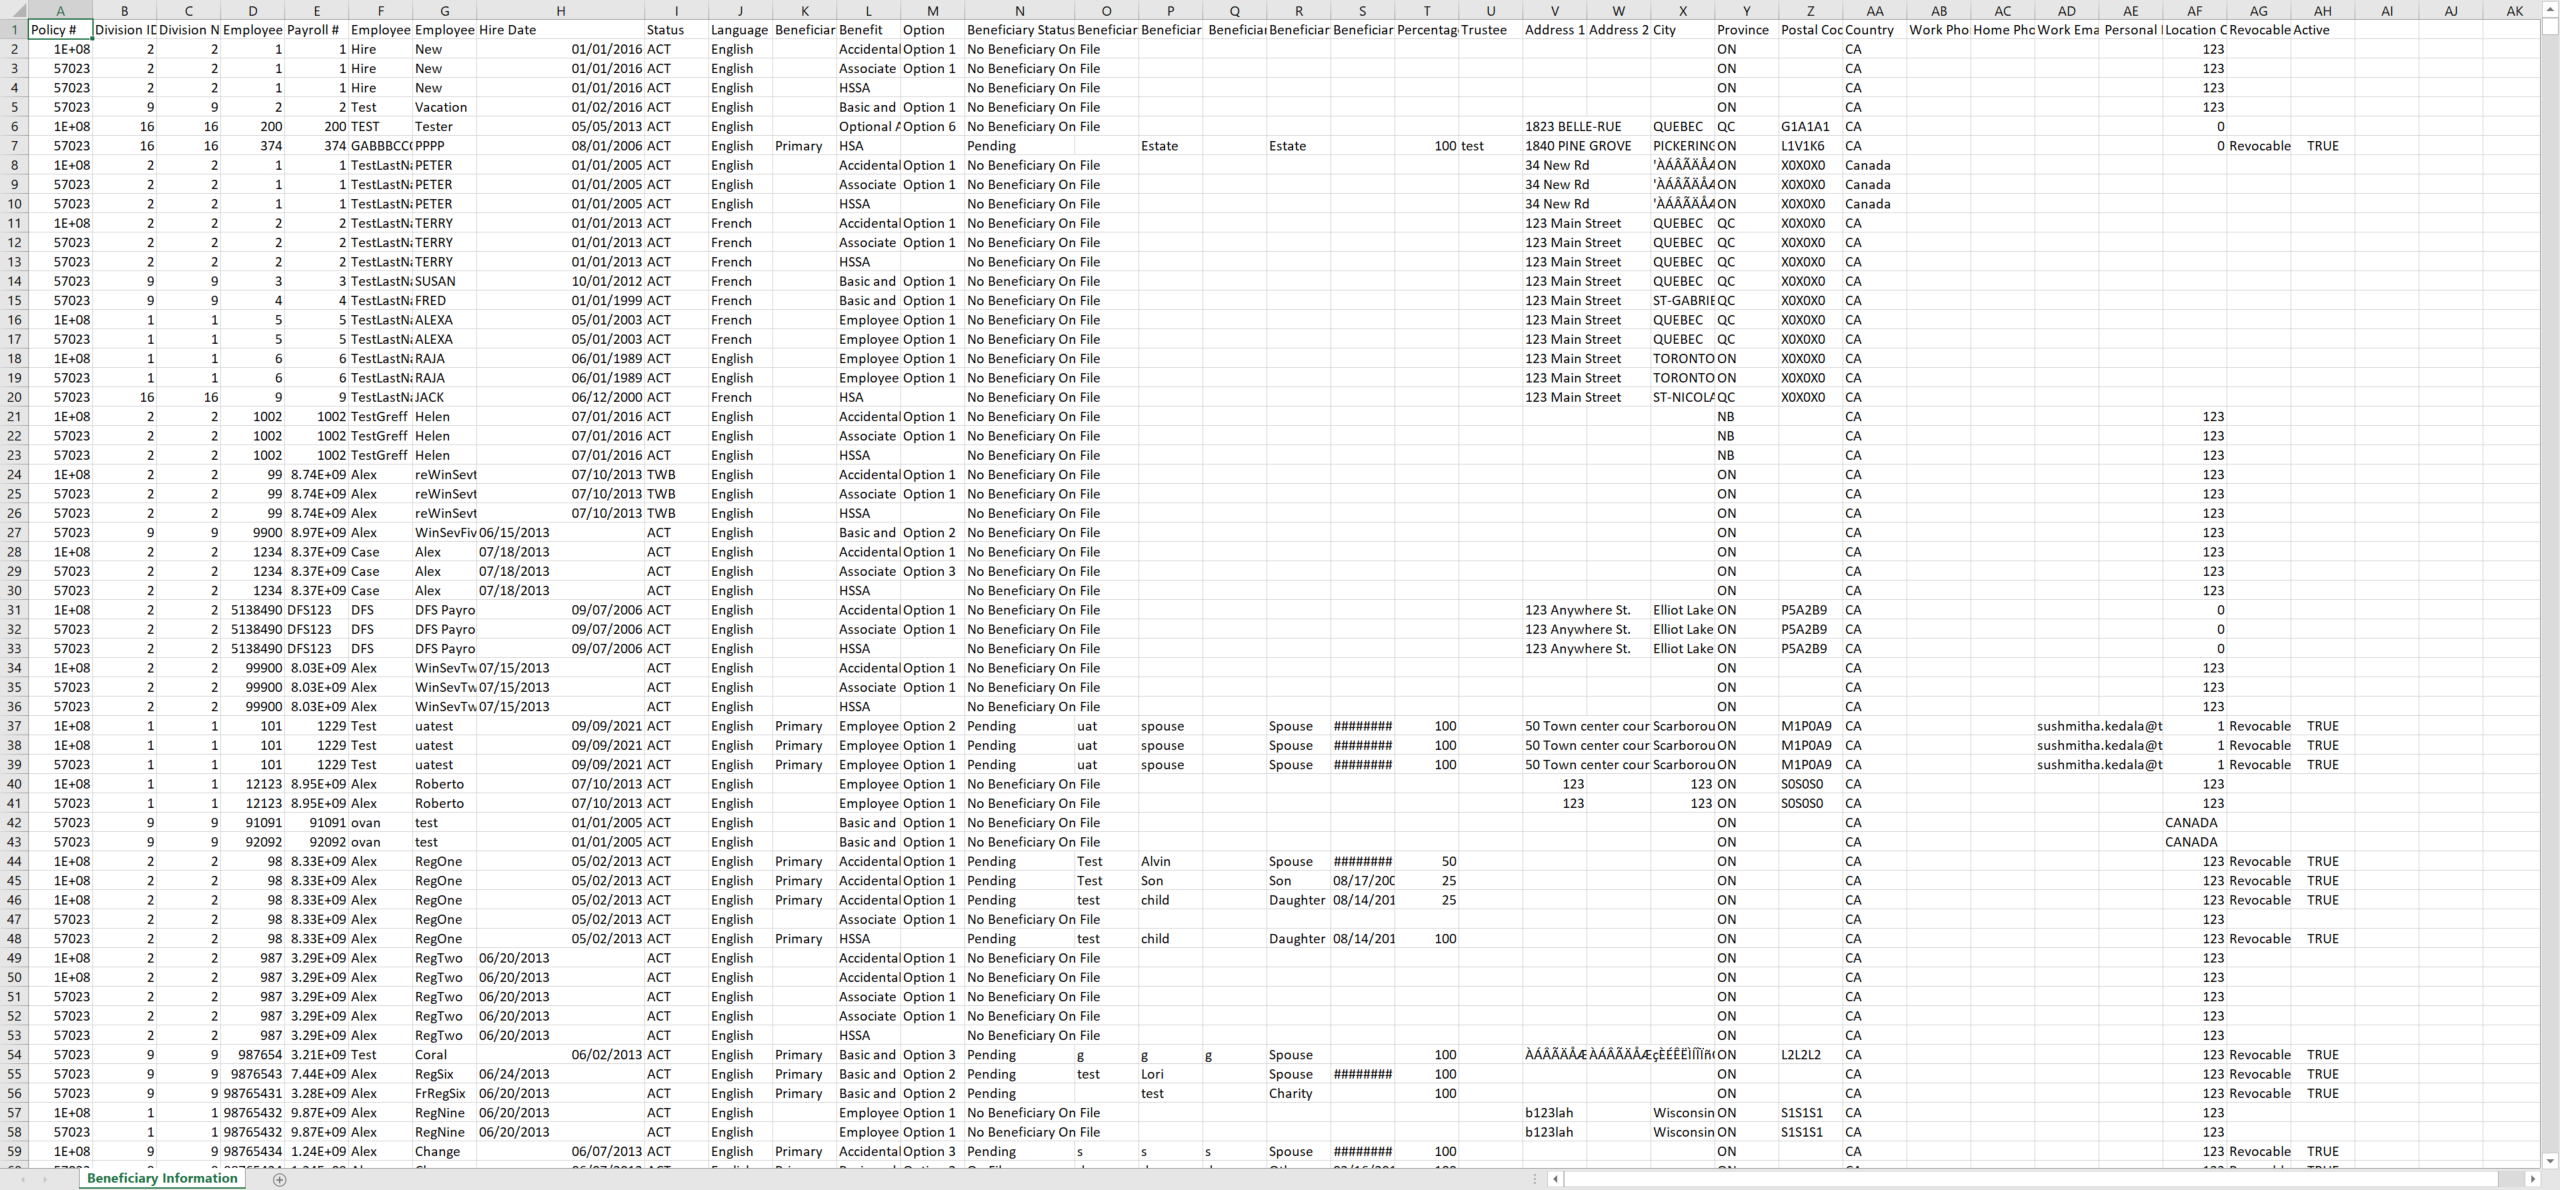 A B C D E F G H I J K L M N O P Q R S T U V W X Y Z AA AB AC AD AE AF AG AH AI AJ AK
1 Policy # Division ID Division N Employee Payroll # Employee Employee Hire Date Status Language Beneficiar Benefit Option Beneficiary Status Beneficiar Beneficiar Beneficiar Beneficiar Beneficiar Percentag Trustee Address 1 Address 2 City Province Postal Coc Country Work Pho Home Pho Work Ema Personal Location C Revocable Active
2 1E+08 2 2 1 1 Hire New 01/01/2016 ACT English Accidental Option 1 No Beneficiary On File ON CA 123
3 57023 2 2 1 1 Hire New 01/01/2016 ACT English Associate Option 1 No Beneficiary On File ON CA 123
4 57023 2 2 1 1 Hire New 01/01/2016 ACT English HSSA No Beneficiary On File ON CA 123
5 57023 9 9 2 2 Test Vacation 01/02/2016 ACT English Basic and Option 1 No Beneficiary On File ON CA 123
6 1E+08 16 16 200 200 TEST Tester 05/05/2013 ACT English Optional A Option 6 No Beneficiary On File 1823 BELLE-RUE QUEBEC QC G1A1A1 CA 0
7 57023 16 16 374 374 GABBBCC PPPP 08/01/2006 ACT English Primary HSA Pending Estate Estate 100 test 1840 PINE GROVE PICKERING ON L1V1K6 CA 0 Revocable TRUE
8 1E+08 2 2 1 1 TestLastNa PETER 01/01/2005 ACT English Accidental Option 1 No Beneficiary On File 34 New Rd 'ÀÁÂÃÄÅÆ ON X0X0X0 Canada
9 57023 2 2 1 1 TestLastNa PETER 01/01/2005 ACT English Associate Option 1 No Beneficiary On File 34 New Rd 'ÀÁÂÃÄÅÆ ON X0X0X0 Canada
10 57023 2 2 1 1 TestLastNa PETER 01/01/2005 ACT English HSSA No Beneficiary On File 34 New Rd 'ÀÁÂÃÄÅÆ ON X0X0X0 Canada
11 1E+08 2 2 2 2 TestLastNa TERRY 01/01/2013 ACT French Accidental Option 1 No Beneficiary On File 123 Main Street QUEBEC QC X0X0X0 CA
12 57023 2 2 2 2 TestLastNa TERRY 01/01/2013 ACT French Associate Option 1 No Beneficiary On File 123 Main Street QUEBEC QC X0X0X0 CA
13 57023 2 2 2 2 TestLastNa TERRY 01/01/2013 ACT French HSSA No Beneficiary On File 123 Main Street QUEBEC QC X0X0X0 CA
14 57023 9 9 3 3 TestLastNa SUSAN 10/01/2012 ACT French Basic and Option 1 No Beneficiary On File 123 Main Street QUEBEC QC X0X0X0 CA
15 57023 9 9 4 4 TestLastNa FRED 01/01/1999 ACT French Basic and Option 1 No Beneficiary On File 123 Main Street ST-GABRIE QC X0X0X0 CA
16 1E+08 1 1 5 5 TestLastNa ALEXA 05/01/2003 ACT French Employee Option 1 No Beneficiary On File 123 Main Street QUEBEC QC X0X0X0 CA
17 57023 1 1 5 5 TestLastNa ALEXA 05/01/2003 ACT French Employee Option 1 No Beneficiary On File 123 Main Street QUEBEC QC X0X0X0 CA
18 1E+08 1 1 6 6 TestLastNa RAJA 06/01/1989 ACT English Employee Option 1 No Beneficiary On File 123 Main Street TORONTO ON X0X0X0 CA
19 57023 1 1 6 6 TestLastNa RAJA 06/01/1989 ACT English Employee Option 1 No Beneficiary On File 123 Main Street TORONTO ON X0X0X0 CA
20 57023 16 16 9 9 TestLastNa JACK 06/12/2000 ACT French HSA No Beneficiary On File 123 Main Street ST-NICOLA QC X0X0X0 CA
21 1E+08 2 2 1002 1002 TestGreff Helen 07/01/2016 ACT English Accidental Option 1 No Beneficiary On File NB CA 123
22 57023 2 2 1002 1002 TestGreff Helen 07/01/2016 ACT English Associate Option 1 No Beneficiary On File NB CA 123
23 57023 2 2 1002 1002 TestGreff Helen 07/01/2016 ACT English HSSA No Beneficiary On File NB CA 123
24 1E+08 2 2 99 8.74E+09 Alex reWinSevt 07/10/2013 TWB English Accidental Option 1 No Beneficiary On File ON CA 123
25 57023 2 2 99 8.74E+09 Alex reWinSevt 07/10/2013 TWB English Associate Option 1 No Beneficiary On File ON CA 123
26 57023 2 2 99 8.74E+09 Alex reWinSevt 07/10/2013 TWB English HSSA No Beneficiary On File ON CA 123
27 57023 9 9 9900 8.97E+09 Alex WinSevFiv 06/15/2013 ACT English Basic and Option 2 No Beneficiary On File ON CA 123
28 1E+08 2 2 1234 8.37E+09 Case Alex 07/18/2013 ACT English Accidental Option 1 No Beneficiary On File ON CA 123
29 57023 2 2 1234 8.37E+09 Case Alex 07/18/2013 ACT English Associate Option 3 No Beneficiary On File ON CA 123
30 57023 2 2 1234 8.37E+09 Case Alex 07/18/2013 ACT English HSSA No Beneficiary On File ON CA 123
31 1E+08 2 2 5138490 DFS123 DFS DFS Payro 09/07/2006 ACT English Accidental Option 1 No Beneficiary On File 123 Anywhere St. Elliot Lake ON P5A2B9 CA 0
32 57023 2 2 5138490 DFS123 DFS DFS Payro 09/07/2006 ACT English Associate Option 1 No Beneficiary On File 123 Anywhere St. Elliot Lake ON P5A2B9 CA 0
33 57023 2 2 5138490 DFS123 DFS DFS Payro 09/07/2006 ACT English HSSA No Beneficiary On File 123 Anywhere St. Elliot Lake ON P5A2B9 CA 0
34 1E+08 2 2 99900 8.03E+09 Alex WinSevTw 07/15/2013 ACT English Accidental Option 1 No Beneficiary On File ON CA 123
35 57023 2 2 99900 8.03E+09 Alex WinSevTw 07/15/2013 ACT English Associate Option 1 No Beneficiary On File ON CA 123
36 57023 2 2 99900 8.03E+09 Alex WinSevTw 07/15/2013 ACT English HSSA No Beneficiary On File ON CA 123
37 1E+08 1 1 101 1229 Test uatest 09/09/2021 ACT English Primary Employee Option 2 Pending uat spouse Spouse ######## 100 50 Town center cour Scarborou ON M1P0A9 CA sushmitha.kedala@t 1 Revocable TRUE
38 1E+08 1 1 101 1229 Test uatest 09/09/2021 ACT English Primary Employee Option 1 Pending uat spouse Spouse ######## 100 50 Town center cour Scarborou ON M1P0A9 CA sushmitha.kedala@t 1 Revocable TRUE
39 57023 1 1 101 1229 Test uatest 09/09/2021 ACT English Primary Employee Option 1 Pending uat spouse Spouse ######## 100 50 Town center cour Scarborou ON M1P0A9 CA sushmitha.kedala@t 1 Revocable TRUE
40 1E+08 1 1 12123 8.95E+09 Alex Roberto 07/10/2013 ACT English Employee Option 1 No Beneficiary On File 123 123 ON S0S0S0 CA 123
41 57023 1 1 12123 8.95E+09 Alex Roberto 07/10/2013 ACT English Employee Option 1 No Beneficiary On File 123 123 ON S0S0S0 CA 123
42 57023 9 9 91091 91091 ovan test 01/01/2005 ACT English Basic and Option 1 No Beneficiary On File ON CA CANADA
43 57023 9 9 92092 92092 ovan test 01/01/2005 ACT English Basic and Option 1 No Beneficiary On File ON CA CANADA
44 1E+08 2 2 98 8.33E+09 Alex RegOne 05/02/2013 ACT English Primary Accidental Option 1 Pending Test Alvin Spouse ######## 50 ON CA 123 Revocable TRUE
45 1E+08 2 2 98 8.33E+09 Alex RegOne 05/02/2013 ACT English Primary Accidental Option 1 Pending Test Son Son 08/17/200 25 ON CA 123 Revocable TRUE
46 1E+08 2 2 98 8.33E+09 Alex RegOne 05/02/2013 ACT English Primary Accidental Option 1 Pending test child Daughter 08/14/201 25 ON CA 123 Revocable TRUE
47 57023 2 2 98 8.33E+09 Alex RegOne 05/02/2013 ACT English Associate Option 1 No Beneficiary On File ON CA 123
48 57023 2 2 98 8.33E+09 Alex RegOne 05/02/2013 ACT English Primary HSSA Pending test child Daughter 08/14/201 100 ON CA 123 Revocable TRUE
49 1E+08 2 2 987 3.29E+09 Alex RegTwo 06/20/2013 ACT English Accidental Option 1 No Beneficiary On File ON CA 123
50 1E+08 2 2 987 3.29E+09 Alex RegTwo 06/20/2013 ACT English Accidental Option 1 No Beneficiary On File ON CA 123
51 57023 2 2 987 3.29E+09 Alex RegTwo 06/20/2013 ACT English Associate Option 1 No Beneficiary On File ON CA 123
52 57023 2 2 987 3.29E+09 Alex RegTwo 06/20/2013 ACT English Associate Option 1 No Beneficiary On File ON CA 123
53 57023 2 2 987 3.29E+09 Alex RegTwo 06/20/2013 ACT English HSSA No Beneficiary On File ON CA 123
54 57023 9 9 987654 3.21E+09 Test Coral 06/02/2013 ACT English Primary Basic and Option 3 Pending g g g Spouse 100 ÀÁÂÃÄÅÆ ÀÁÂÃÄÅÆçÈÉÊËÌÍÎÏñ ON L2L2L2 CA 123 Revocable TRUE
55 57023 9 9 9876543 7.44E+09 Alex RegSix 06/24/2013 ACT English Primary Basic and Option 2 Pending test Lori Spouse ######## 100 ON CA 123 Revocable TRUE
56 57023 9 9 98765431 3.28E+09 Alex FrRegSix 06/20/2013 ACT English Primary Basic and Option 2 Pending test Charity 100 ON CA 123 Revocable TRUE
57 1E+08 1 1 98765432 9.87E+09 Alex RegNine 06/20/2013 ACT English Employee Option 1 No Beneficiary On File b123lah Wisconsin ON S1S1S1 CA 123
58 57023 1 1 98765432 9.87E+09 Alex RegNine 06/20/2013 ACT English Employee Option 1 No Beneficiary On File b123lah Wisconsin ON S1S1S1 CA 123
59 1E+08 9 9 98765434 1.24E+09 Alex Change 06/07/2013 ACT English Primary Accidental Option 3 Pending s s s Spouse ######## 100 ON CA 123 Revocable TRUE
Beneficiary Information